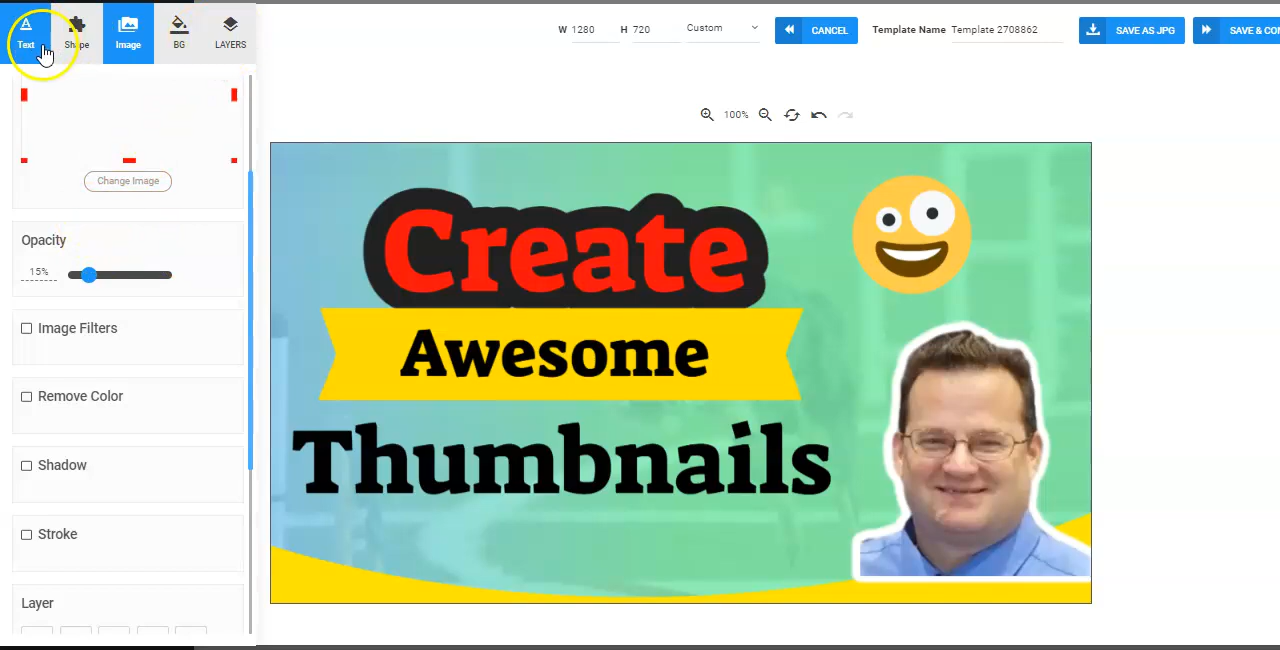 Text Shape Image BG LAYERS
W 1280 H 720 Custom CANCEL Template Name Template 2708862 SAVE AS JPG SAVE & CON
100%
Change Image
Opacity
15%
Image Filters
Remove Color
Shadow
Stroke
Layer
Create
Awesome
Thumbnails